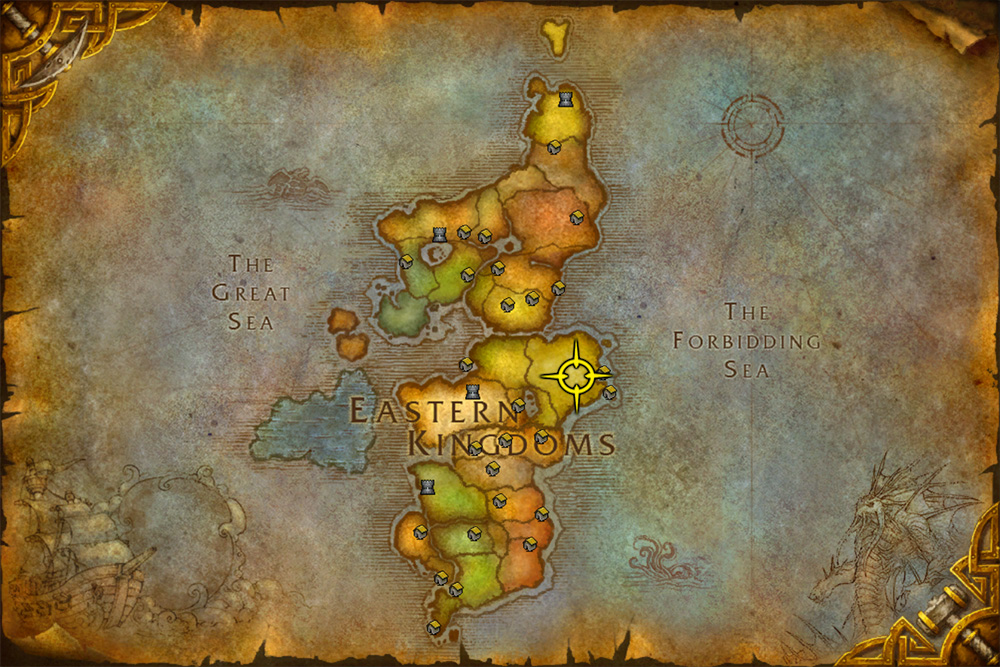 The
Great
Sea
The
Forbidding
Sea
Eastern
Kingdoms